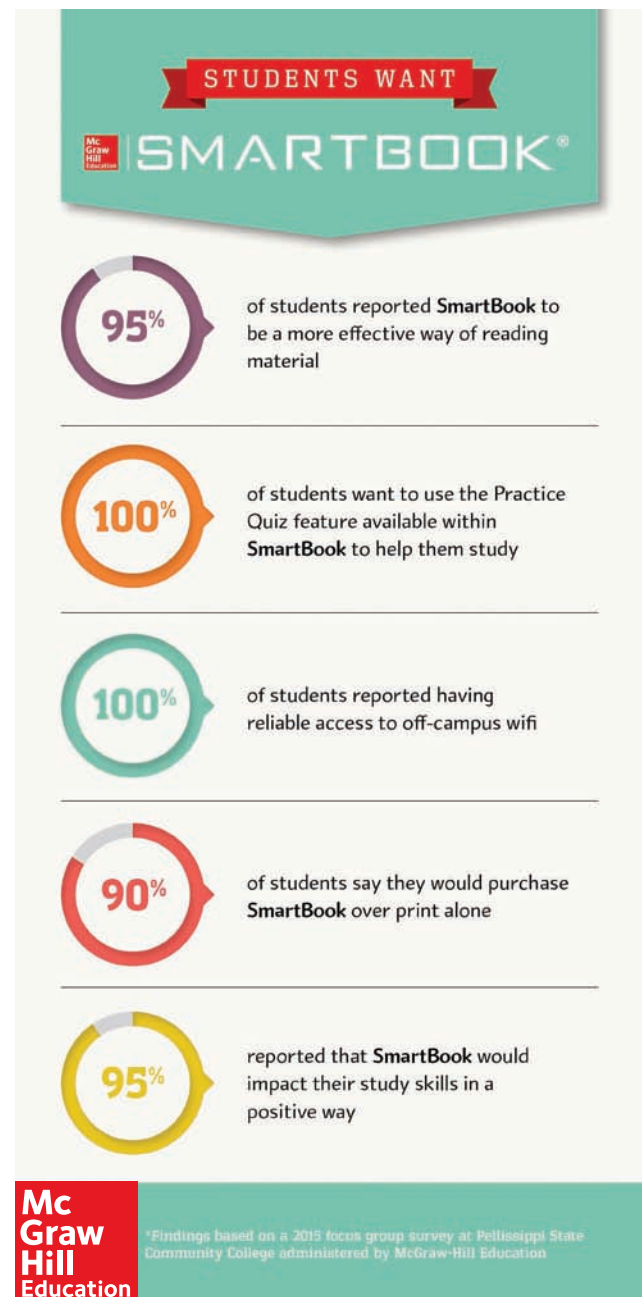 STUDENTS WANT
Mc
Graw
Hill
Education
SMARTBOOK®
95%
of students reported SmartBook to
be a more effective way of reading
material
100%
of students want to use the Practice
Quiz feature available within
SmartBook to help them study
100%
of students reported having
reliable access to off-campus wifi
90%
of students say they would purchase
SmartBook over print alone
95%
reported that SmartBook would
impact their study skills in a
positive way
Mc
Graw
Hill
Education
*Findings based on a 2015 focus group survey at Pellissippi State
Community College administered by McGraw-Hill Education